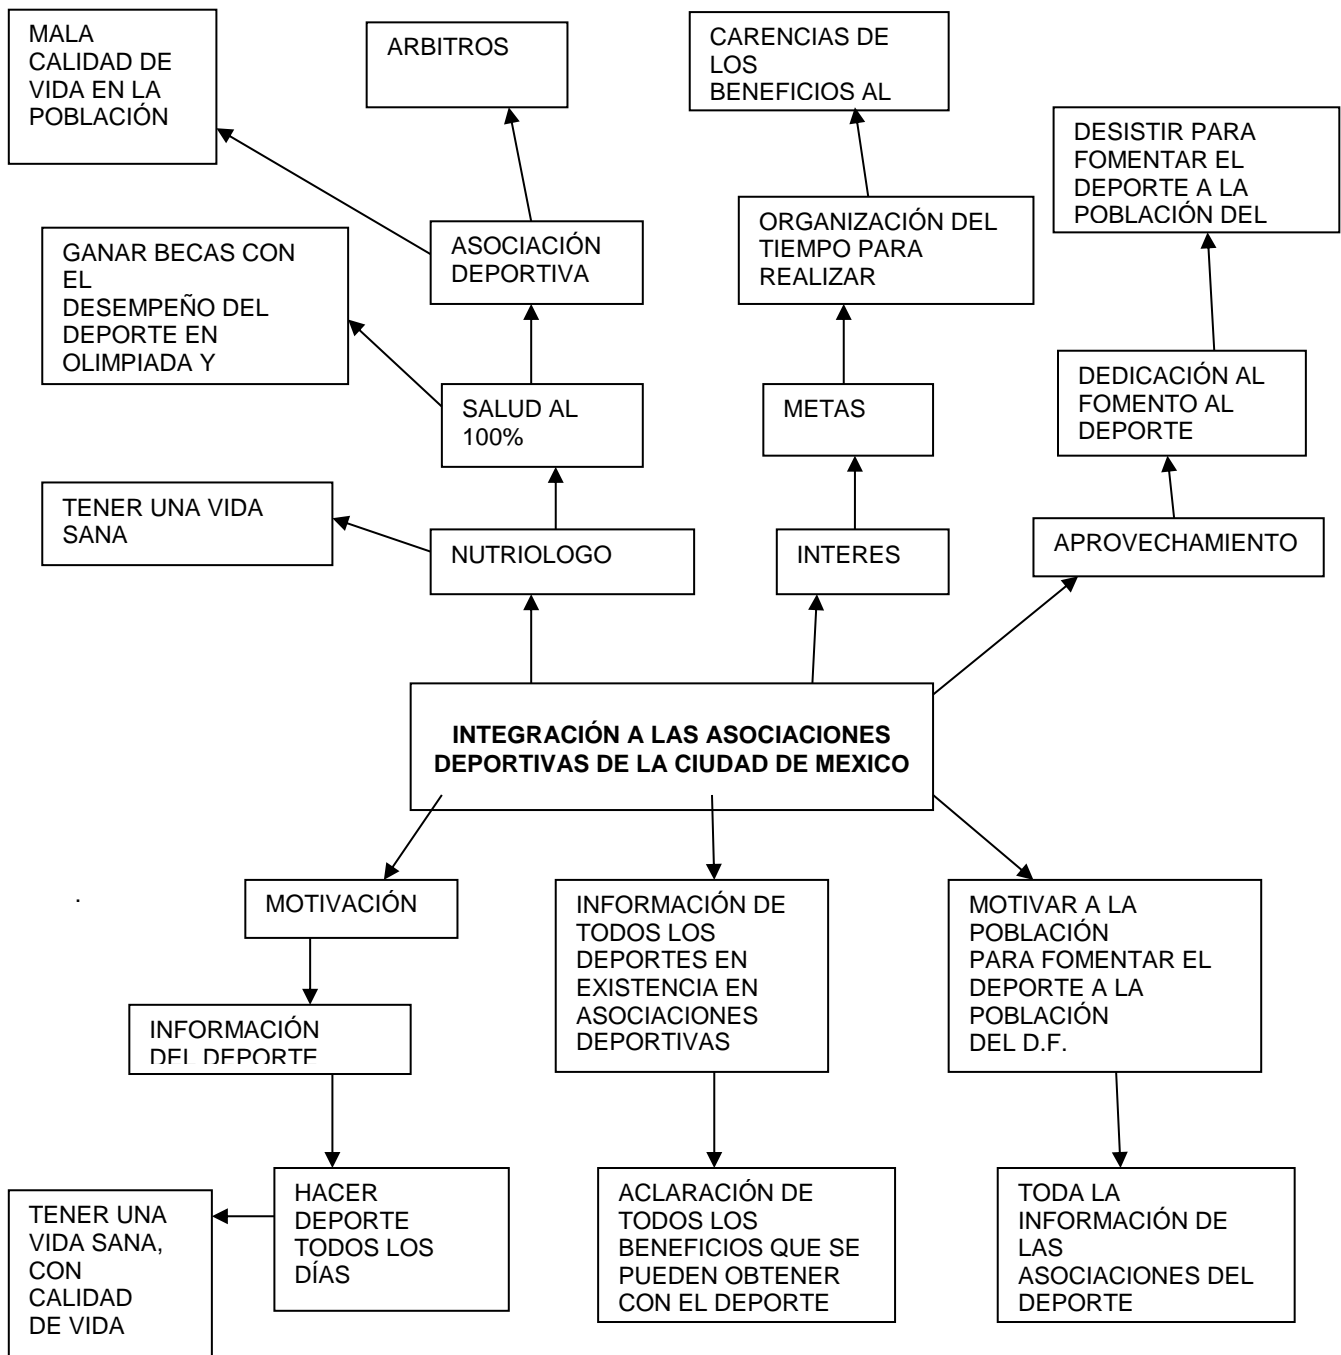 MALA
CALIDAD DE
VIDA EN LA
POBLACIÓN
ARBITROS
CARENCIAS DE
LOS
BENEFICIOS AL
DESISTIR PARA
FOMENTAR EL
DEPORTE A LA
POBLACIÓN DEL
GANAR BECAS CON
EL
DESEMPEÑO DEL
DEPORTE EN
OLIMPIADA Y
ASOCIACIÓN
DEPORTIVA
ORGANIZACIÓN DEL
TIEMPO PARA
REALIZAR
SALUD AL
100%
METAS
DEDICACIÓN AL
FOMENTO AL
DEPORTE
TENER UNA VIDA
SANA
NUTRIOLOGO
INTERES
APROVECHAMIENTO
INTEGRACIÓN A LAS ASOCIACIONES
DEPORTIVAS DE LA CIUDAD DE MEXICO
MOTIVACIÓN
INFORMACIÓN DE
TODOS LOS
DEPORTES EN
EXISTENCIA EN
ASOCIACIONES
DEPORTIVAS
MOTIVAR A LA
POBLACIÓN
PARA FOMENTAR EL
DEPORTE A LA
POBLACIÓN
DEL D.F.
INFORMACIÓN
DEL DEPORTE
TENER UNA
VIDA SANA,
CON
CALIDAD
DE VIDA
HACER
DEPORTE
TODOS LOS
DÍAS
ACLARACIÓN DE
TODOS LOS
BENEFICIOS QUE SE
PUEDEN OBTENER
CON EL DEPORTE
TODA LA
INFORMACIÓN DE
LAS
ASOCIACIONES DEL
DEPORTE